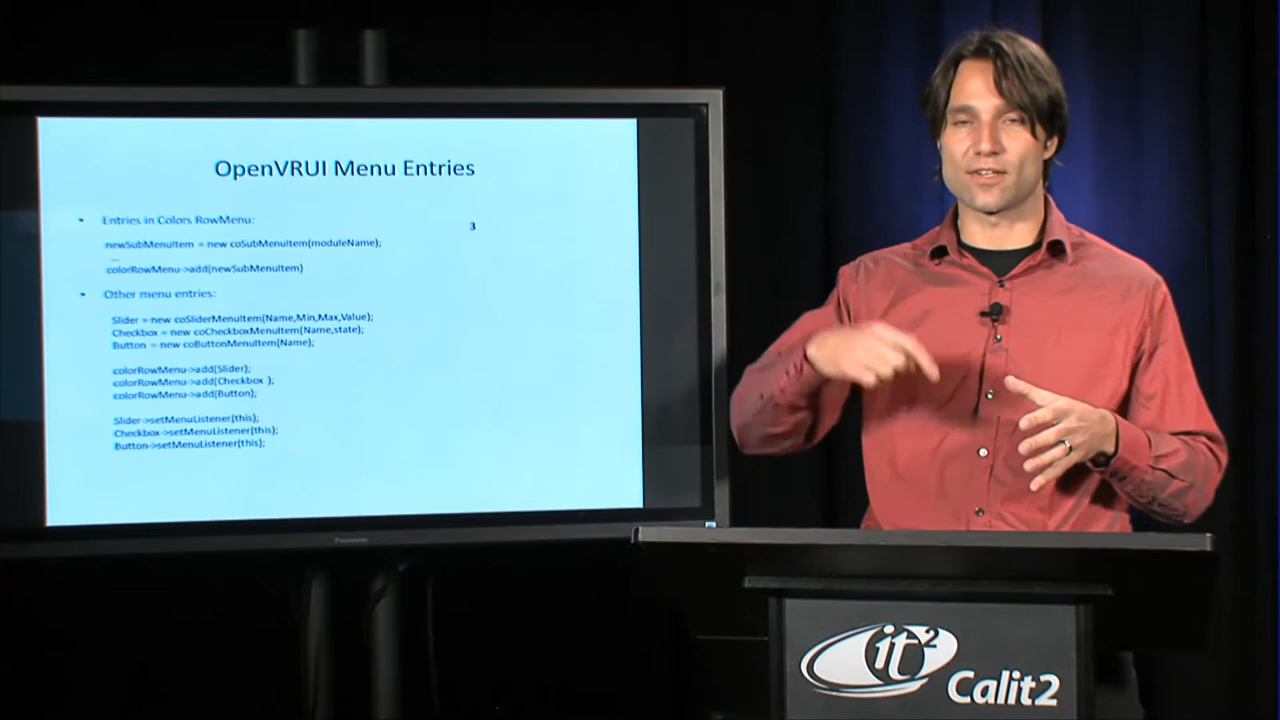 OpenVRUI Menu Entries
• Entries in Colors RowMenu:
3
newSubMenuItem = new coSubMenuItem(moduleName);
...
colorRowMenu->add(newSubMenuItem)
• Other menu entries:
Slider = new coSliderMenuItem(Name,Min,Max,Value);
Checkbox = new coCheckboxMenuItem(Name,state);
Button = new coButtonMenuItem(Name);
colorRowMenu->add(Slider);
colorRowMenu->add(Checkbox );
colorRowMenu->add(Button);
Slider->setMenuListener(this);
Checkbox->setMenuListener(this);
Button->setMenuListener(this);
Panasonic
it2
Calit2